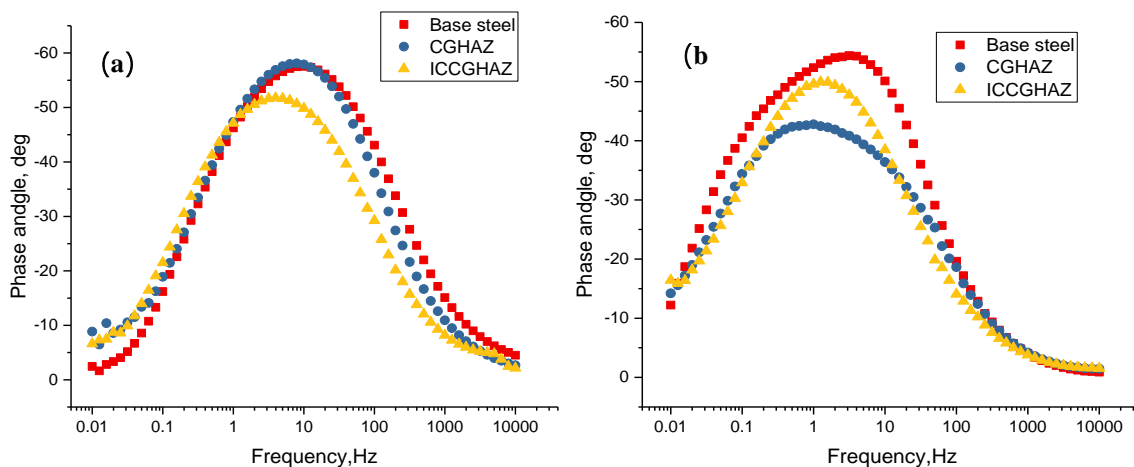 (a)
Base steel
CGHAZ
ICCGHAZ
Phase andgle, deg
-60
-50
-40
-30
-20
-10
0
0.01 0.1 1 10 100 1000 10000
Frequency,Hz
(b)
Base steel
CGHAZ
ICCGHAZ
Phase andgle, deg
-60
-50
-40
-30
-20
-10
0
0.01 0.1 1 10 100 1000 10000
Frequency,Hz